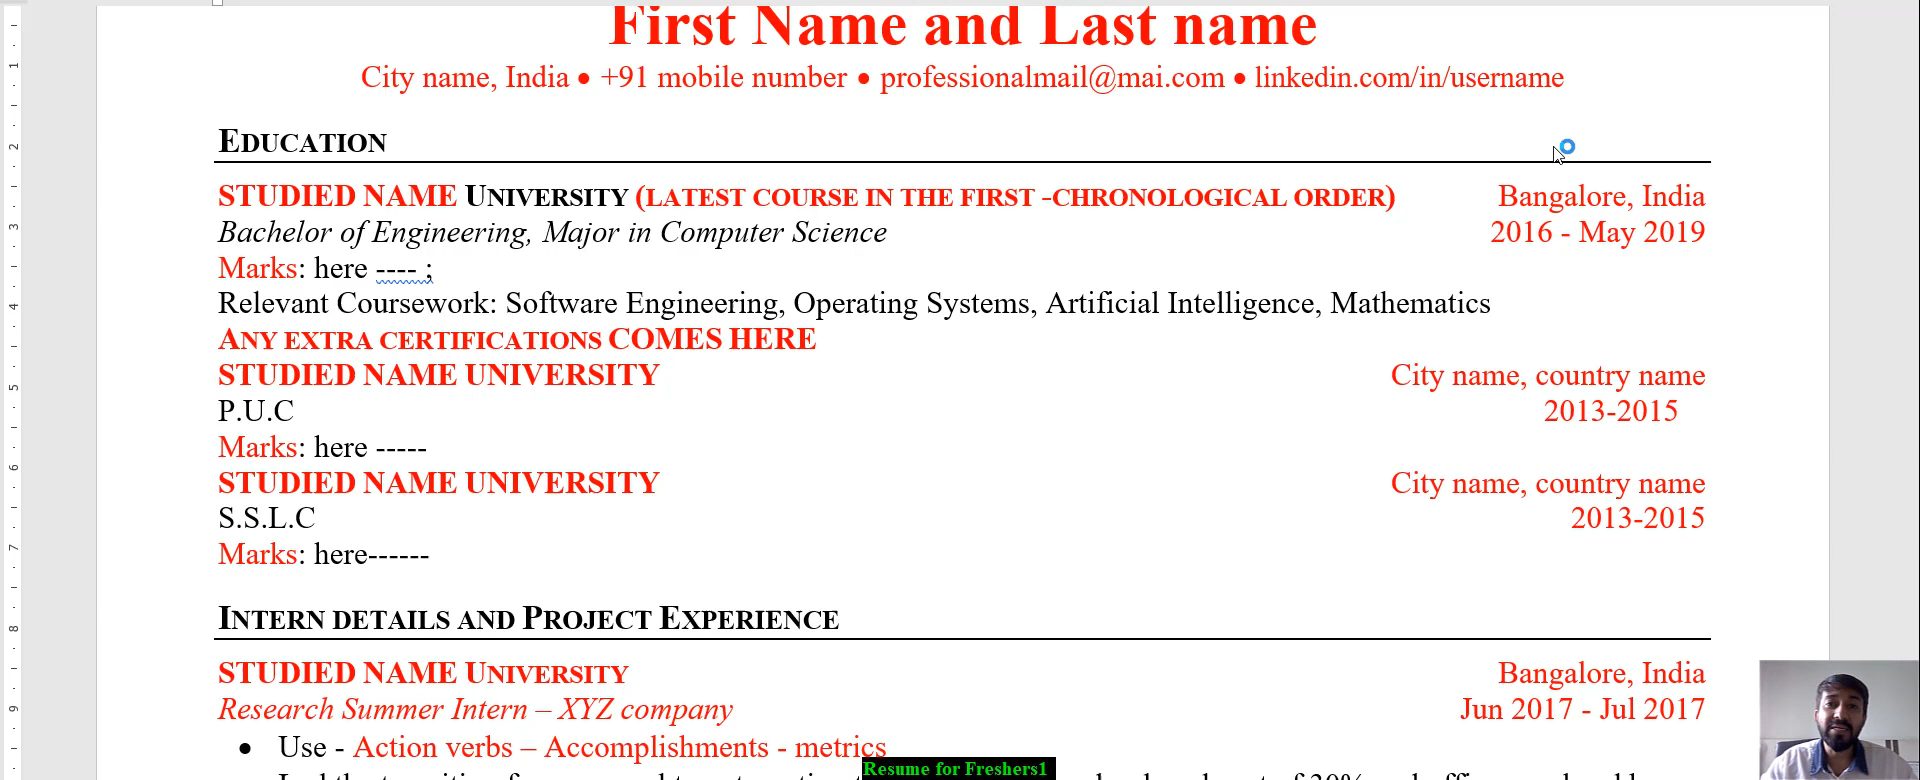 First Name and Last name
City name, India • +91 mobile number • professionalmail@mai.com • linkedin.com/in/username
EDUCATION
STUDIED NAME UNIVERSITY (LATEST COURSE IN THE FIRST -CHRONOLOGICAL ORDER) Bangalore, India
Bachelor of Engineering, Major in Computer Science 2016 - May 2019
Marks: here ---- ;
Relevant Coursework: Software Engineering, Operating Systems, Artificial Intelligence, Mathematics
ANY EXTRA CERTIFICATIONS COMES HERE
STUDIED NAME UNIVERSITY City name, country name
P.U.C 2013-2015
Marks: here -----
STUDIED NAME UNIVERSITY City name, country name
S.S.L.C 2013-2015
Marks: here------
INTERN DETAILS AND PROJECT EXPERIENCE
STUDIED NAME UNIVERSITY Bangalore, India
Research Summer Intern – XYZ company Jun 2017 - Jul 2017
• Use - Action verbs – Accomplishments - metrics
Resume for Freshers1